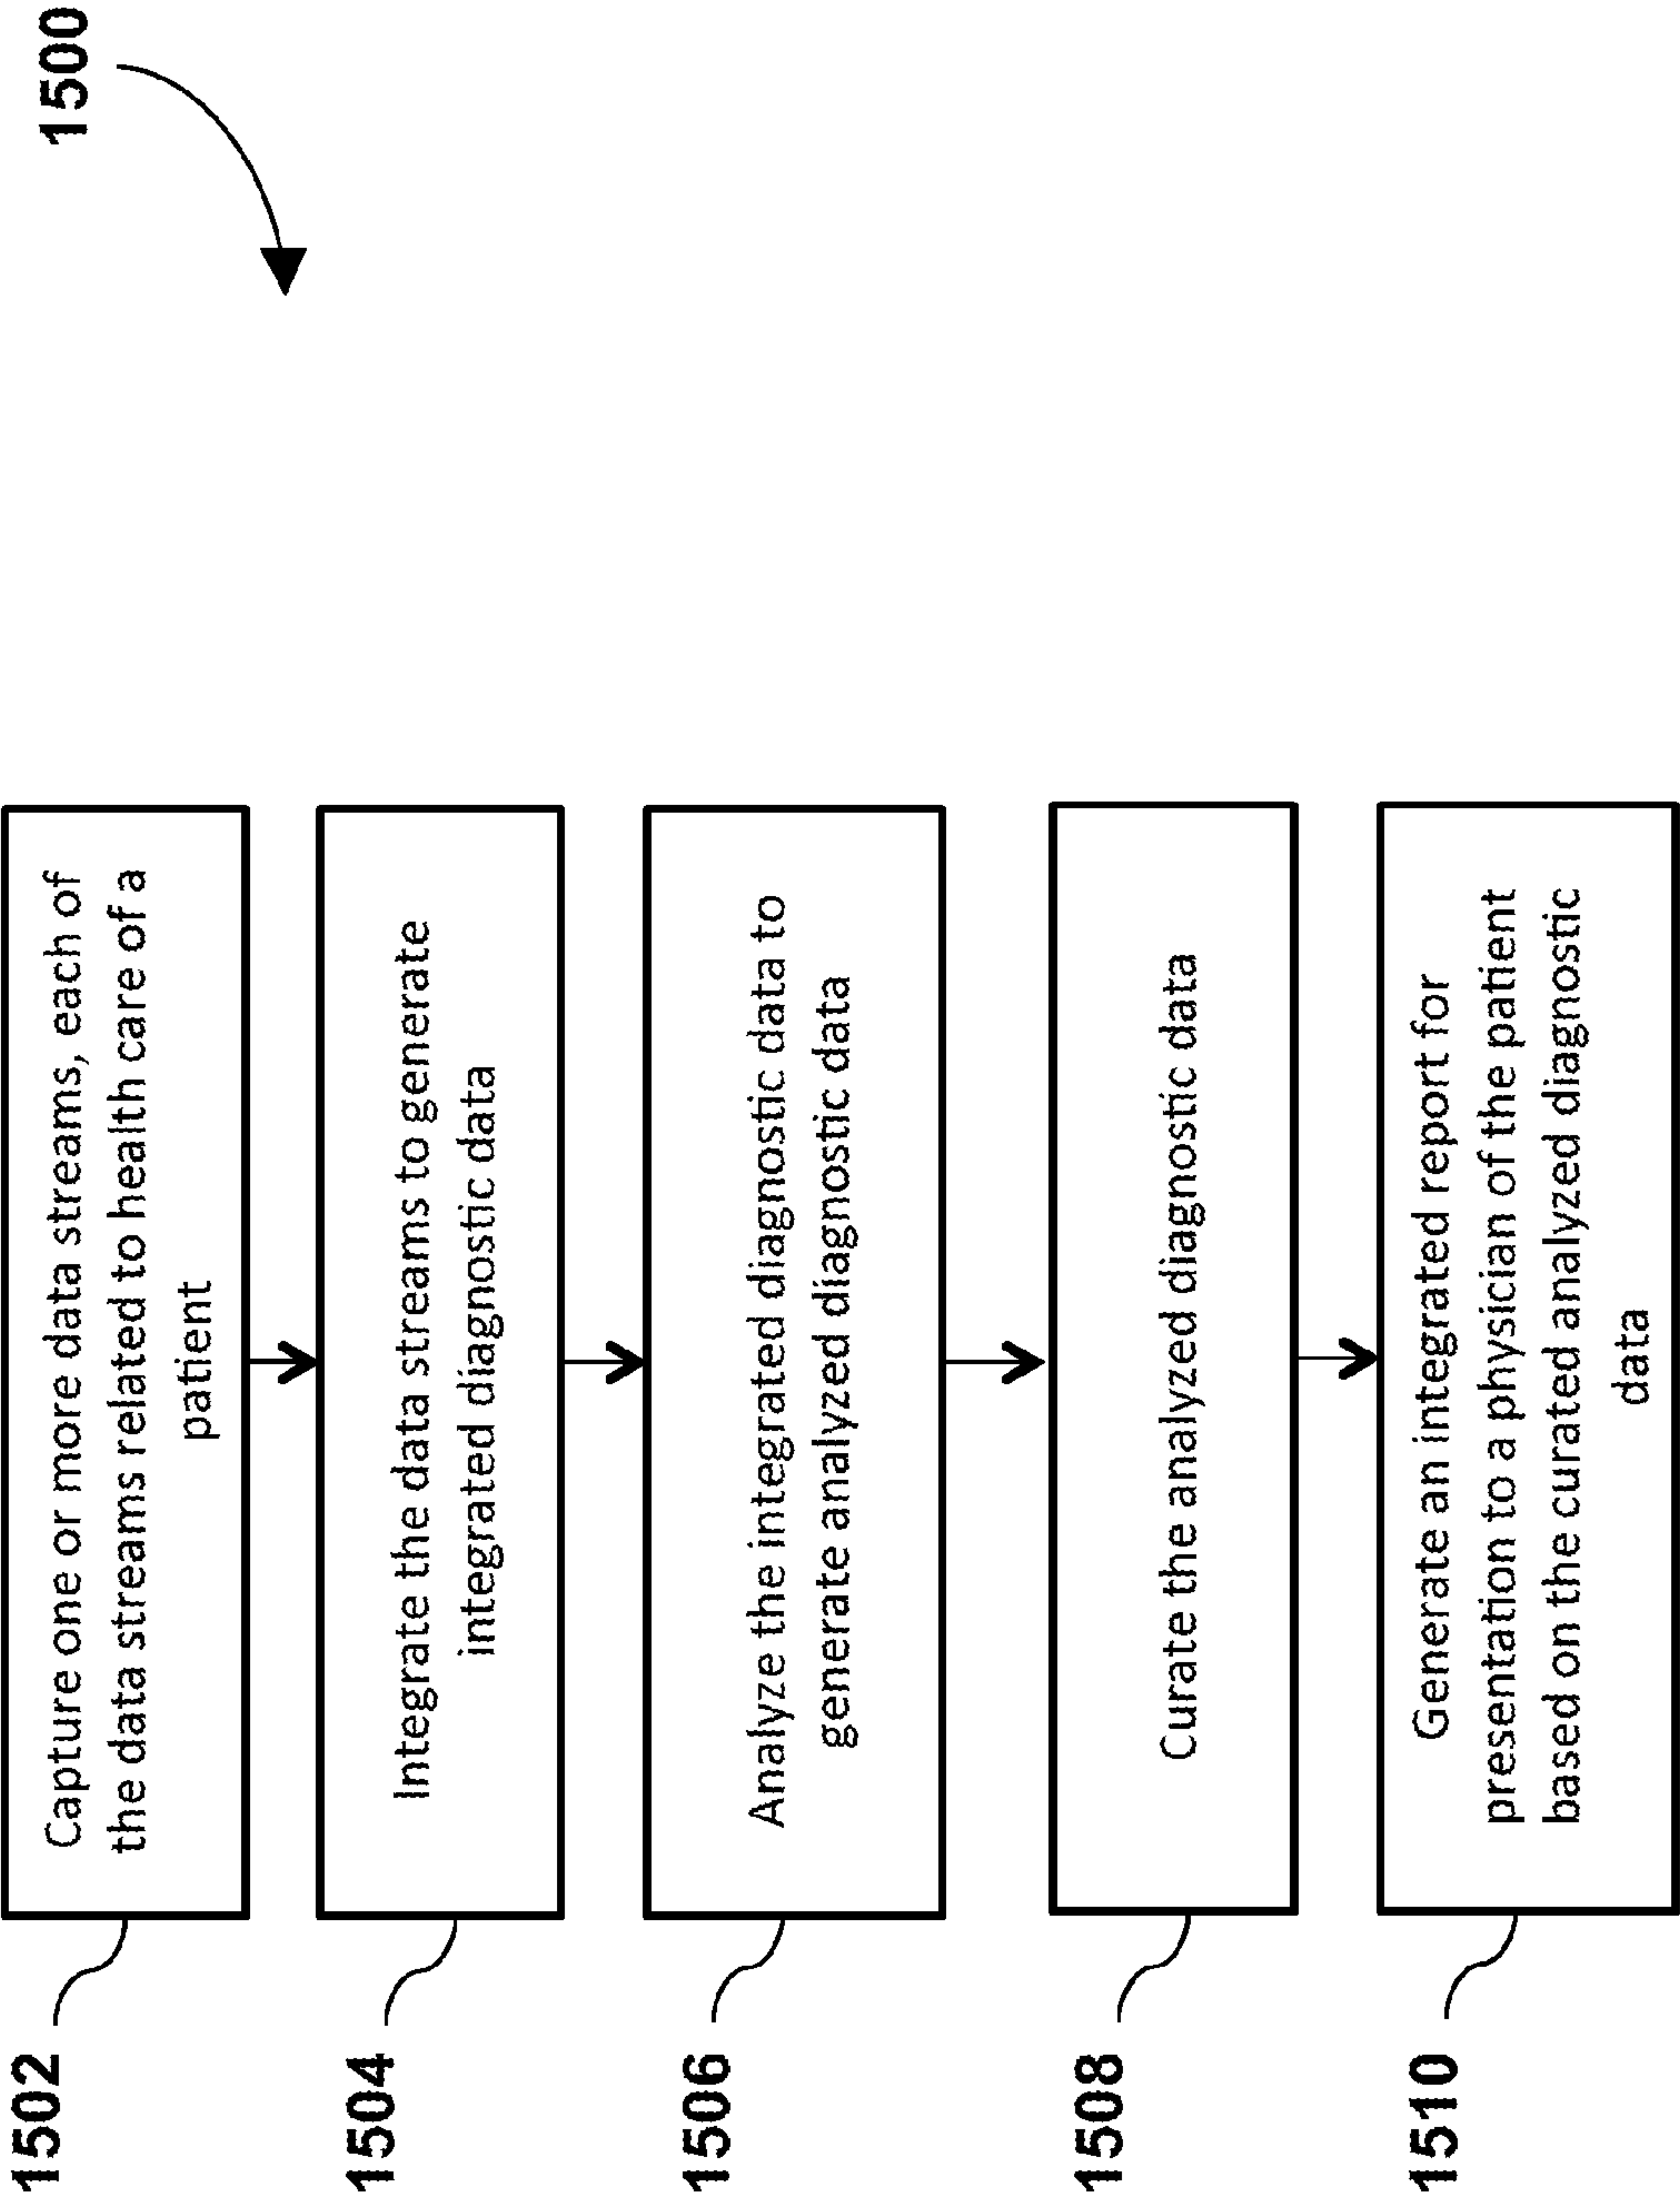 1500
1502
Capture one or more data streams, each of
the data streams related to health care of a
patient
1504
Integrate the data streams to generate
integrated diagnostic data
1506
Analyze the integrated diagnostic data to
generate analyzed diagnostic data
1508
Curate the analyzed diagnostic data
1510
Generate an integrated report for
presentation to a physician of the patient
based on the curated analyzed diagnostic
data